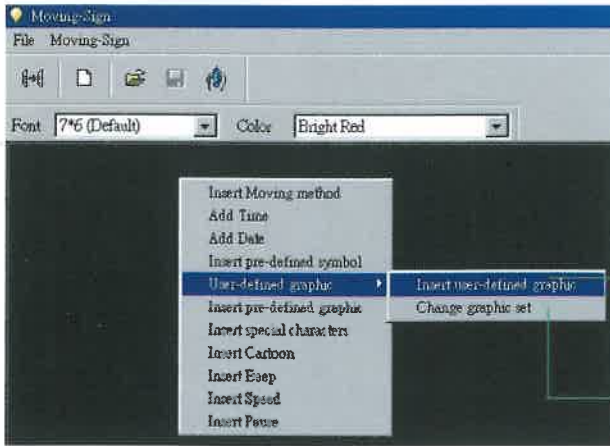 Moving-Sign
File Moving-Sign
Font 7*6 (Default) Color Bright Red
Insert Moving method
Add Time
Add Date
Insert pre-defined symbol
User-defined graphic Insert user-defined graphic
Insert pre-defined graphic Change graphic set
Insert special characters
Insert Cartoon
Insert Beep
Insert Speed
Insert Pause